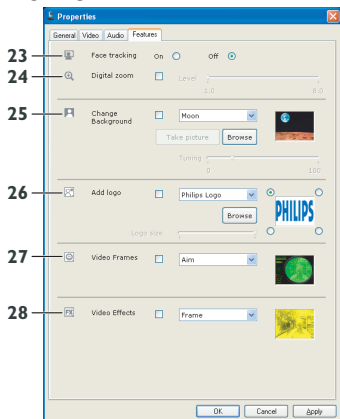 Properties
General Video Audio Features
23 Face tracking On Off
24 Digital zoom Level
1.0 8.0
25 Change Background Moon
Take picture Browse
Tuning
0 100
26 Add logo Philips Logo
Browse
PHILIPS
Logo size
27 Video Frames Aim
28 FX Video Effects Frame
OK Cancel Apply